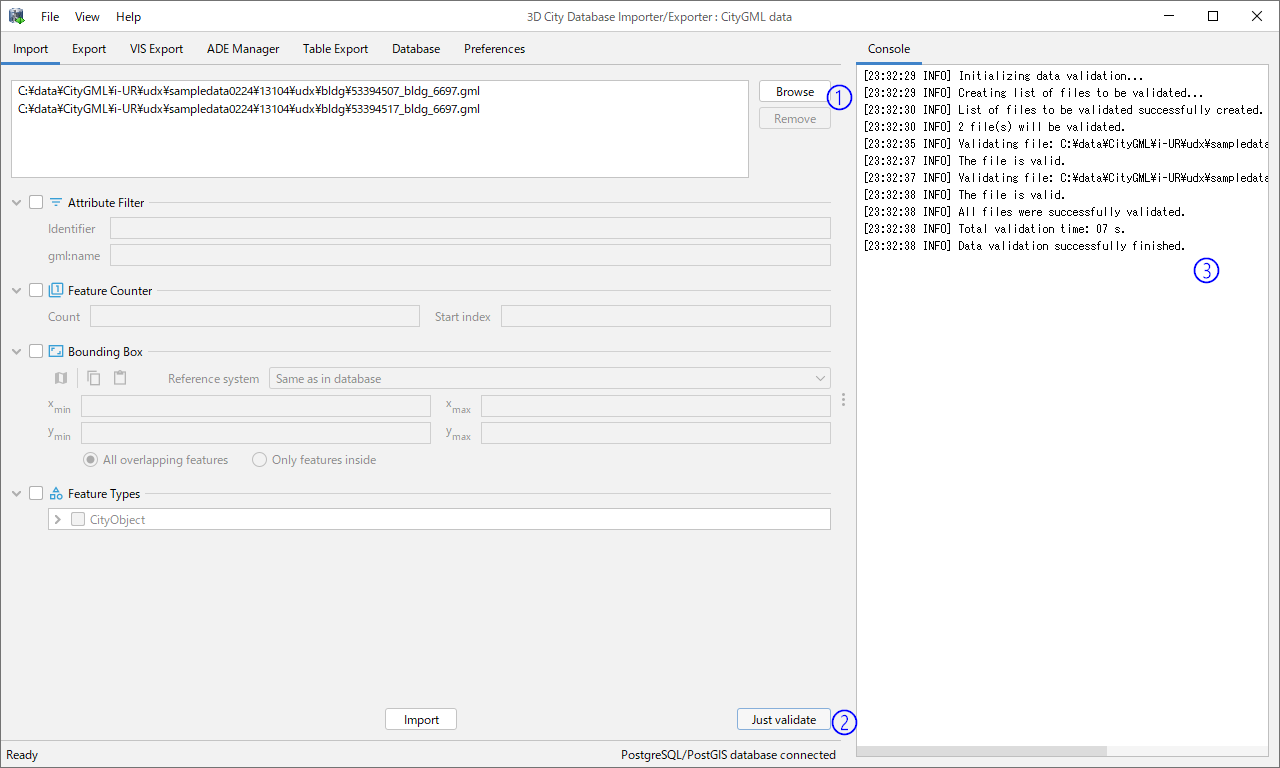 File View Help 3D City Database Importer/Exporter : CityGML data
Import Export VIS Export ADE Manager Table Export Database Preferences
C:¥data¥CityGML¥i-UR¥udx¥sampledata0224¥13104¥udx¥bldg¥53394507_bldg_6697.gml
C:¥data¥CityGML¥i-UR¥udx¥sampledata0224¥13104¥udx¥bldg¥53394517_bldg_6697.gml
Browse ①
Remove
Attribute Filter
Identifier
gml:name
1 Feature Counter
Count Start index
Bounding Box
Reference system Same as in database
xmin xmax
ymin ymax
All overlapping features Only features inside
Feature Types
CityObject
Import Just validate ②
Ready PostgreSQL/PostGIS database connected
Console
[23:32:29 INFO] Initializing data validation...
[23:32:29 INFO] Creating list of files to be validated...
[23:32:30 INFO] List of files to be validated successfully created.
[23:32:30 INFO] 2 file(s) will be validated.
[23:32:35 INFO] Validating file: C:¥data¥CityGML¥i-UR¥udx¥sampledata
[23:32:37 INFO] The file is valid.
[23:32:37 INFO] Validating file: C:¥data¥CityGML¥i-UR¥udx¥sampledata
[23:32:38 INFO] The file is valid.
[23:32:38 INFO] All files were successfully validated.
[23:32:38 INFO] Total validation time: 07 s.
[23:32:38 INFO] Data validation successfully finished.
③